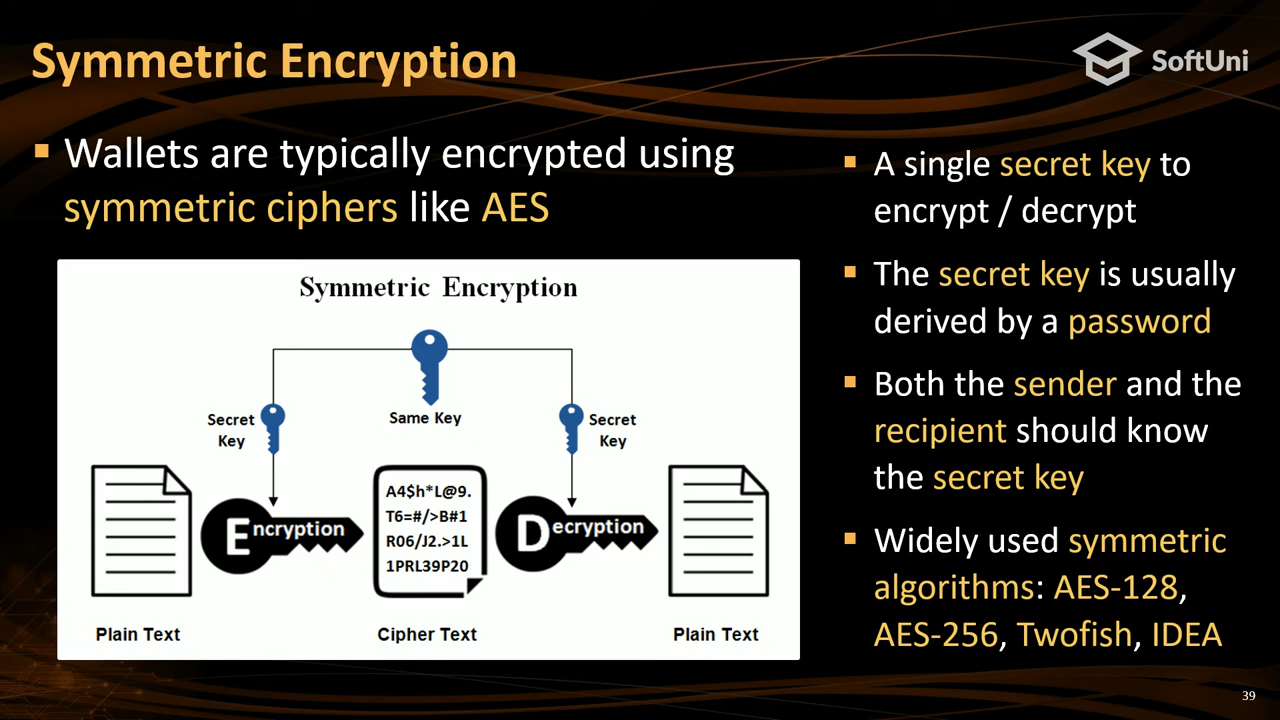 Symmetric Encryption
SoftUni
▪ Wallets are typically encrypted using
symmetric ciphers like AES
Symmetric Encryption
Same Key
Secret
Key
Secret
Key
Encryption
A4$h*L@9.
T6=#/>B#1
R06/J2.>1L
1PRL39P20
Decryption
Plain Text
Cipher Text
Plain Text
▪ A single secret key to
encrypt / decrypt
▪ The secret key is usually
derived by a password
▪ Both the sender and the
recipient should know
the secret key
▪ Widely used symmetric
algorithms: AES-128,
AES-256, Twofish, IDEA
39